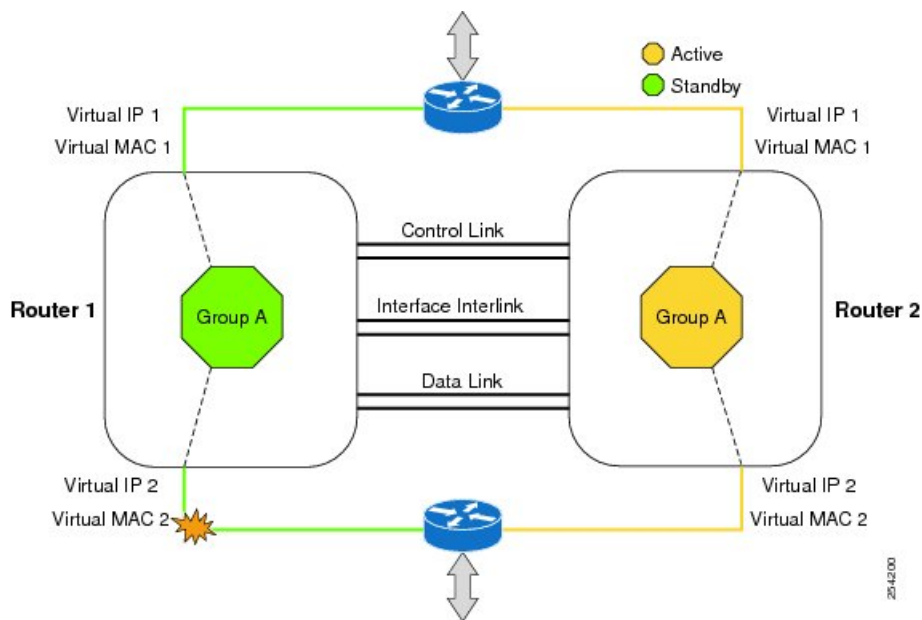 Active
Standby
Virtual IP 1
Virtual MAC 1
Virtual IP 1
Virtual MAC 1
Control Link
Router 1
Group A
Interface Interlink
Group A
Router 2
Data Link
Virtual IP 2
Virtual MAC 2
Virtual IP 2
Virtual MAC 2
254200